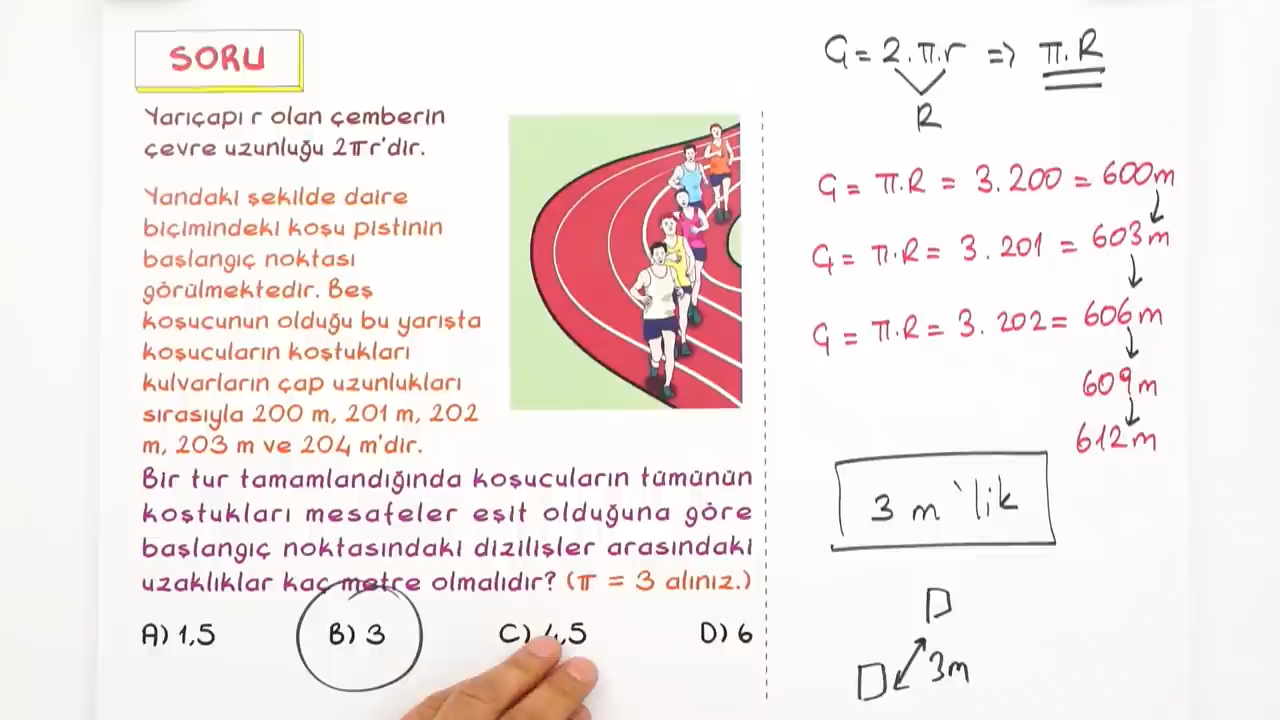 SORU
Yarıçapı r olan çemberin
çevre uzunluğu 2πr'dir.
Yandaki şekilde daire
biçimindeki koşu pistinin
başlangıç noktası
görülmektedir. Beş
koşucunun olduğu bu yarışta
koşucuların koştukları
kulvarların çap uzunlukları
sırasıyla 200 m, 201 m, 202
m, 203 m ve 204 m'dir.
Bir tur tamamlandığında koşucuların tümünün
koştukları mesafeler eşit olduğuna göre
başlangıç noktasındaki dizilişler arasındaki
uzaklıklar kaç metre olmalıdır? (π = 3 alınız.)
A) 1,5 B) 3 C) 4,5 D) 6
Ç = 2.π.r => π.R
R
Ç = π.R = 3.200 = 600m
Ç = π.R = 3.201 = 603m
Ç = π.R = 3.202 = 606m
609m
612m
3 m'lik
3m